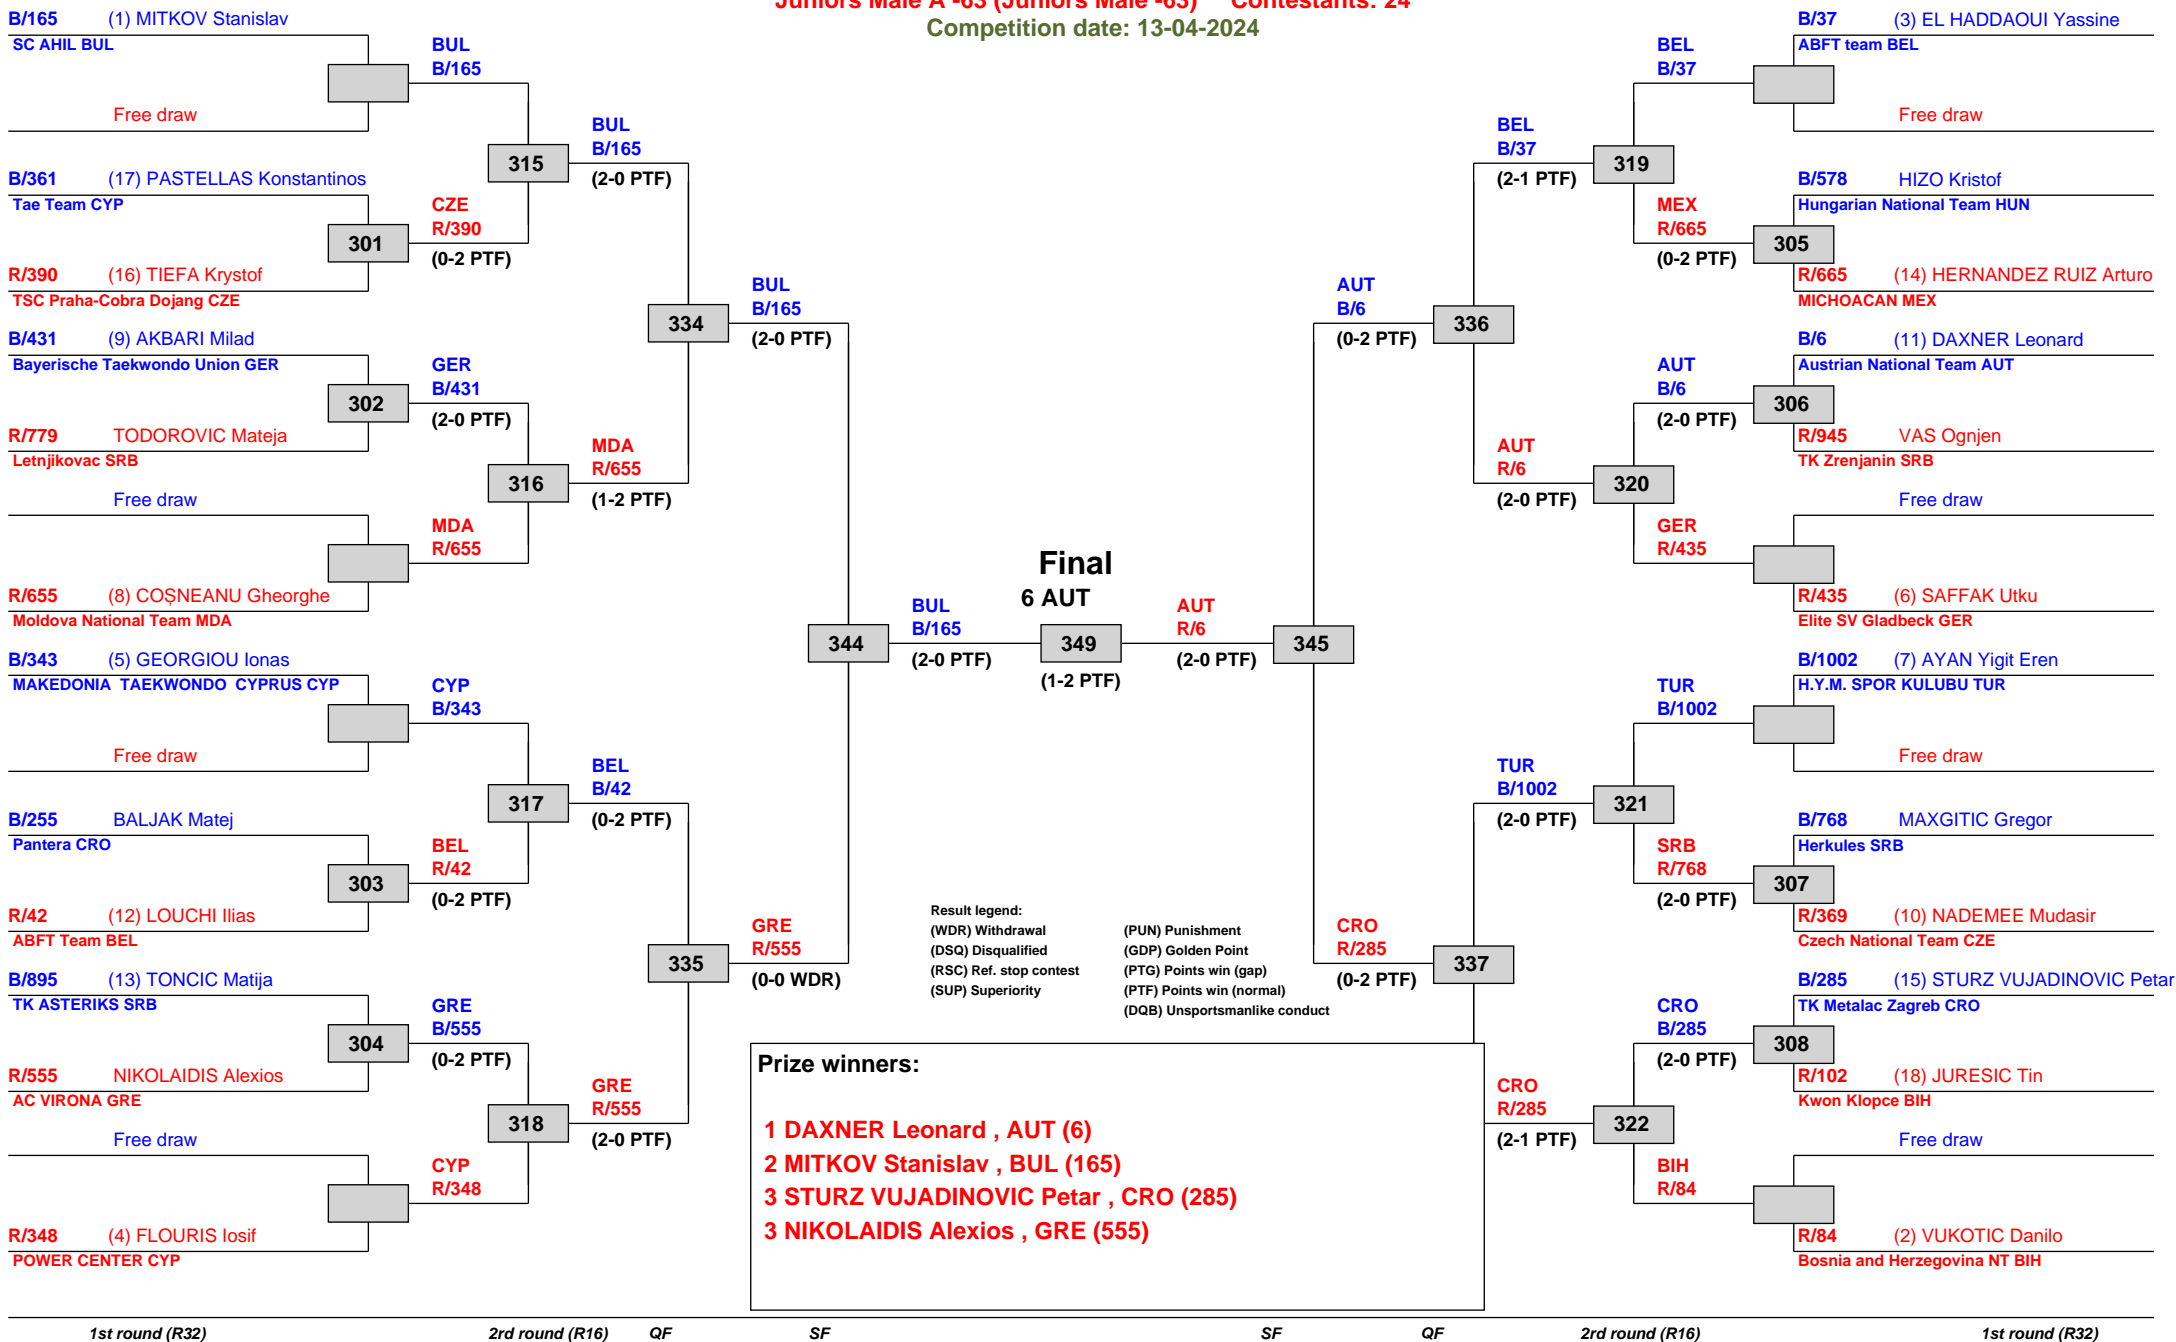 Juniors Male A -63 (Juniors Male -63) Contestants: 24
Competition date: 13-04-2024
B/165 (1) MITKOV Stanislav
SC AHIL BUL
Free draw
B/361 (17) PASTELLAS Konstantinos
Tae Team CYP
301
R/390 (16) TIEFA Krystof
TSC Praha-Cobra Dojang CZE
B/431 (9) AKBARI Milad
Bayerische Taekwondo Union GER
302
R/779 TODOROVIC Mateja
Letnjikovac SRB
Free draw
R/655 (8) COȘNEANU Gheorghe
Moldova National Team MDA
B/343 (5) GEORGIOU Ionas
MAKEDONIA TAEKWONDO CYPRUS CYP
Free draw
B/255 BALJAK Matej
Pantera CRO
303
R/42 (12) LOUCHI Ilias
ABFT Team BEL
B/895 (13) TONCIC Matija
TK ASTERIKS SRB
304
R/555 NIKOLAIDIS Alexios
AC VIRONA GRE
Free draw
R/348 (4) FLOURIS Iosif
POWER CENTER CYP
BUL
B/165
315
CZE
R/390
(0-2 PTF)
GER
B/431
(2-0 PTF)
316
MDA
R/655
CYP
B/343
317
BEL
R/42
(0-2 PTF)
GRE
B/555
(0-2 PTF)
318
CYP
R/348
BUL
B/165
(2-0 PTF)
334
MDA
R/655
(1-2 PTF)
BEL
B/42
(0-2 PTF)
335
GRE
R/555
(2-0 PTF)
BUL
B/165
(2-0 PTF)
344
GRE
R/555
(0-0 WDR)
BUL
B/165
(2-0 PTF)
Final
6 AUT
349
(1-2 PTF)
AUT
R/6
(2-0 PTF)
345
AUT
B/6
(0-2 PTF)
336
CRO
R/285
(0-2 PTF)
337
BEL
B/37
(2-1 PTF)
319
AUT
R/6
(2-0 PTF)
320
TUR
B/1002
(2-0 PTF)
321
CRO
R/285
(2-1 PTF)
322
BEL
B/37
MEX
R/665
(0-2 PTF)
305
AUT
B/6
(2-0 PTF)
306
GER
R/435
TUR
B/1002
SRB
R/768
(2-0 PTF)
307
CRO
B/285
(2-0 PTF)
308
BIH
R/84
B/37 (3) EL HADDAOUI Yassine
ABFT team BEL
Free draw
B/578 HIZO Kristof
Hungarian National Team HUN
R/665 (14) HERNANDEZ RUIZ Arturo
MICHOACAN MEX
B/6 (11) DAXNER Leonard
Austrian National Team AUT
R/945 VAS Ognjen
TK Zrenjanin SRB
Free draw
R/435 (6) SAFFAK Utku
Elite SV Gladbeck GER
B/1002 (7) AYAN Yigit Eren
H.Y.M. SPOR KULUBU TUR
Free draw
B/768 MAXGITIC Gregor
Herkules SRB
R/369 (10) NADEMEE Mudasir
Czech National Team CZE
B/285 (15) STURZ VUJADINOVIC Petar
TK Metalac Zagreb CRO
R/102 (18) JURESIC Tin
Kwon Klopce BIH
Free draw
R/84 (2) VUKOTIC Danilo
Bosnia and Herzegovina NT BIH
Result legend:
(WDR) Withdrawal (PUN) Punishment
(DSQ) Disqualified (GDP) Golden Point
(RSC) Ref. stop contest (PTG) Points win (gap)
(SUP) Superiority (PTF) Points win (normal)
(DQB) Unsportsmanlike conduct
Prize winners:
1 DAXNER Leonard , AUT (6)
2 MITKOV Stanislav , BUL (165)
3 STURZ VUJADINOVIC Petar , CRO (285)
3 NIKOLAIDIS Alexios , GRE (555)
1st round (R32) 2rd round (R16) QF SF SF QF 2rd round (R16) 1st round (R32)